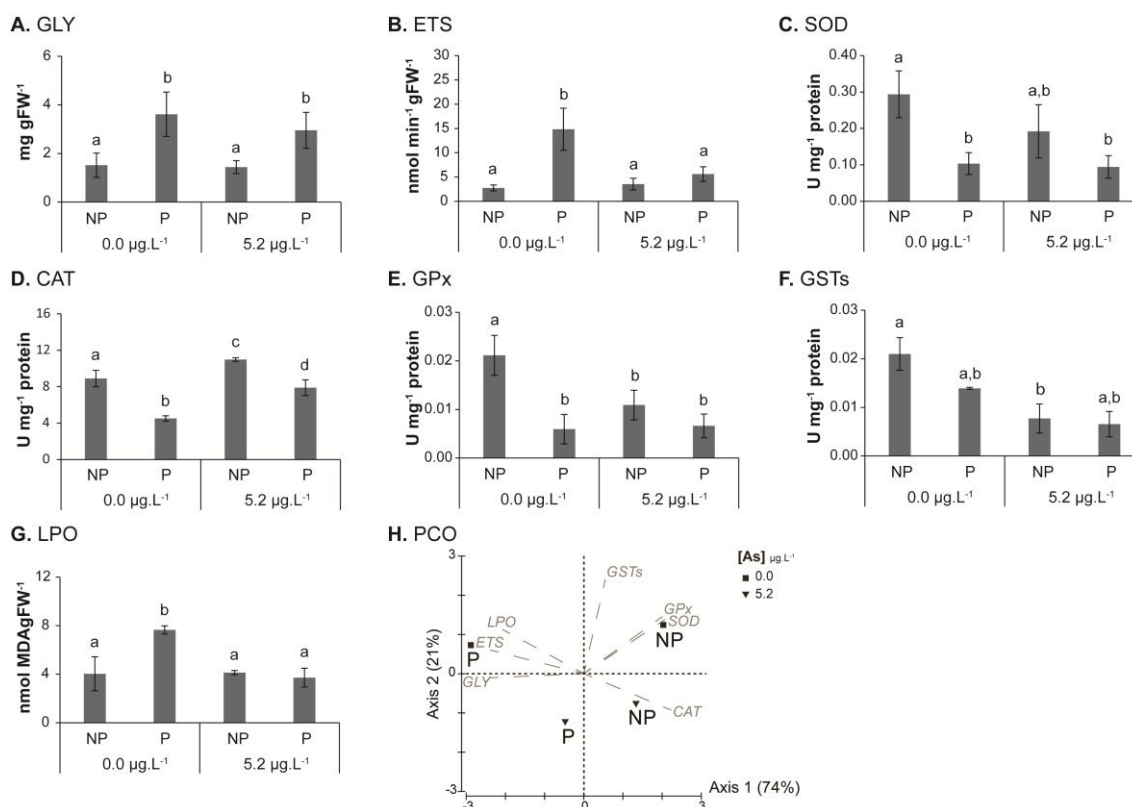 A. GLY
mg gFW⁻¹
6
4
2
0
a
b
a
b
NP
P
NP
P
0.0 µg.L⁻¹
5.2 µg.L⁻¹
B. ETS
nmol min⁻¹ gFW⁻¹
30
25
20
15
10
5
0
a
b
a
a
NP
P
NP
P
0.0 µg.L⁻¹
5.2 µg.L⁻¹
C. SOD
U mg⁻¹ protein
0.40
0.30
0.20
0.10
0.00
a
b
a,b
b
NP
P
NP
P
0.0 µg.L⁻¹
5.2 µg.L⁻¹
D. CAT
U mg⁻¹ protein
16
12
8
4
0
a
b
c
d
NP
P
NP
P
0.0 µg.L⁻¹
5.2 µg.L⁻¹
E. GPx
U mg⁻¹ protein
0.03
0.02
0.01
0.00
a
b
b
b
NP
P
NP
P
0.0 µg.L⁻¹
5.2 µg.L⁻¹
F. GSTs
U mg⁻¹ protein
0.03
0.02
0.01
0.00
a
a,b
b
a,b
NP
P
NP
P
0.0 µg.L⁻¹
5.2 µg.L⁻¹
G. LPO
nmol MDAgFW⁻¹
12
8
4
0
a
b
a
a
NP
P
NP
P
0.0 µg.L⁻¹
5.2 µg.L⁻¹
H. PCO
[As] µg.L⁻¹
0.0
5.2
Axis 2 (21%)
3
0
-3
GSTs
GPx
SOD
LPO
ETS
GLY
CAT
NP
P
NP
P
Axis 1 (74%)
-3
0
3